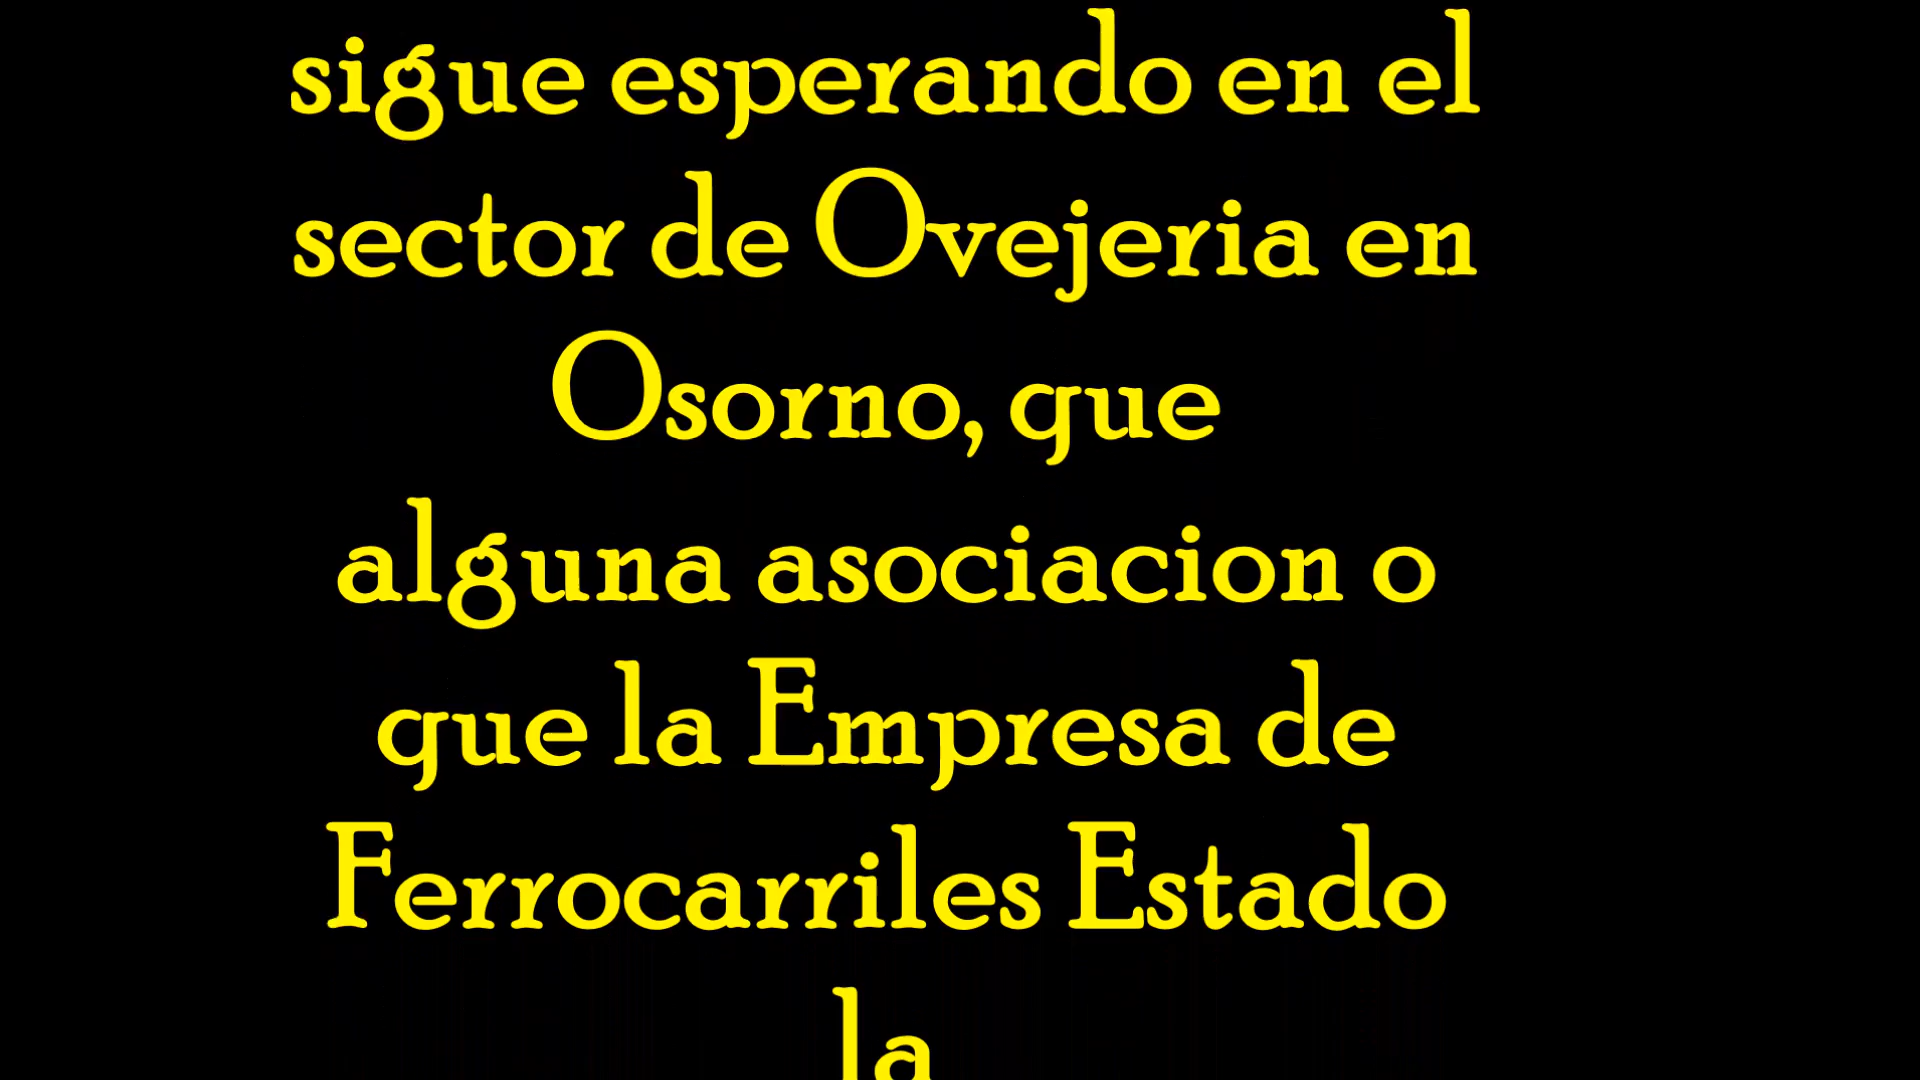 sigue esperando en el
sector de Ovejeria en
Osorno, que
alguna asociacion o
que la Empresa de
Ferrocarriles Estado
la